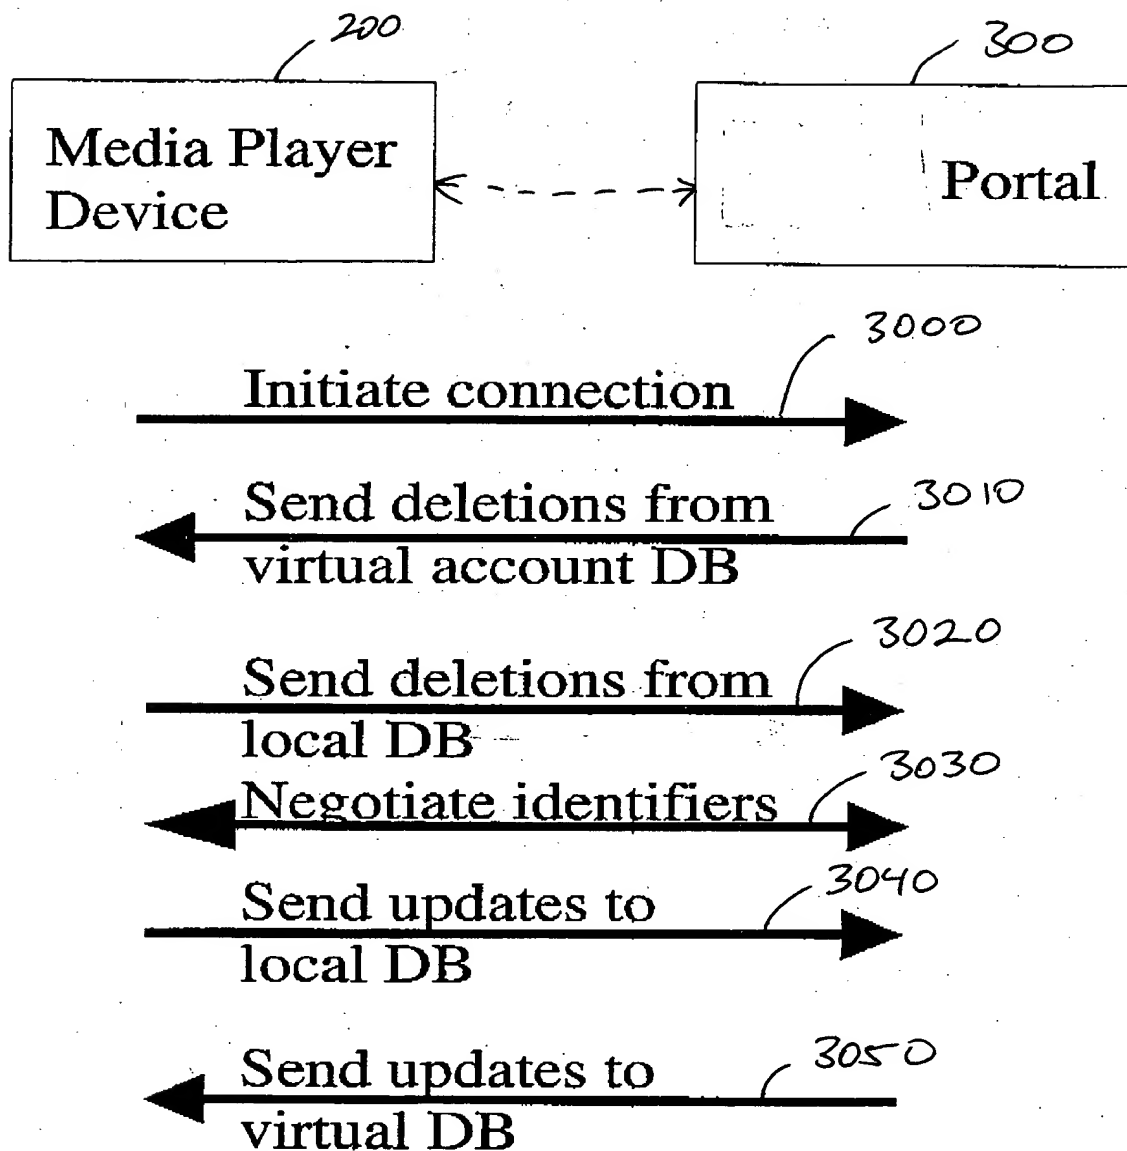 200
300
Media Player
Device
Portal
3000
Initiate connection
3010
Send deletions from
virtual account DB
3020
Send deletions from
local DB
3030
Negotiate identifiers
3040
Send updates to
local DB
3050
Send updates to
virtual DB